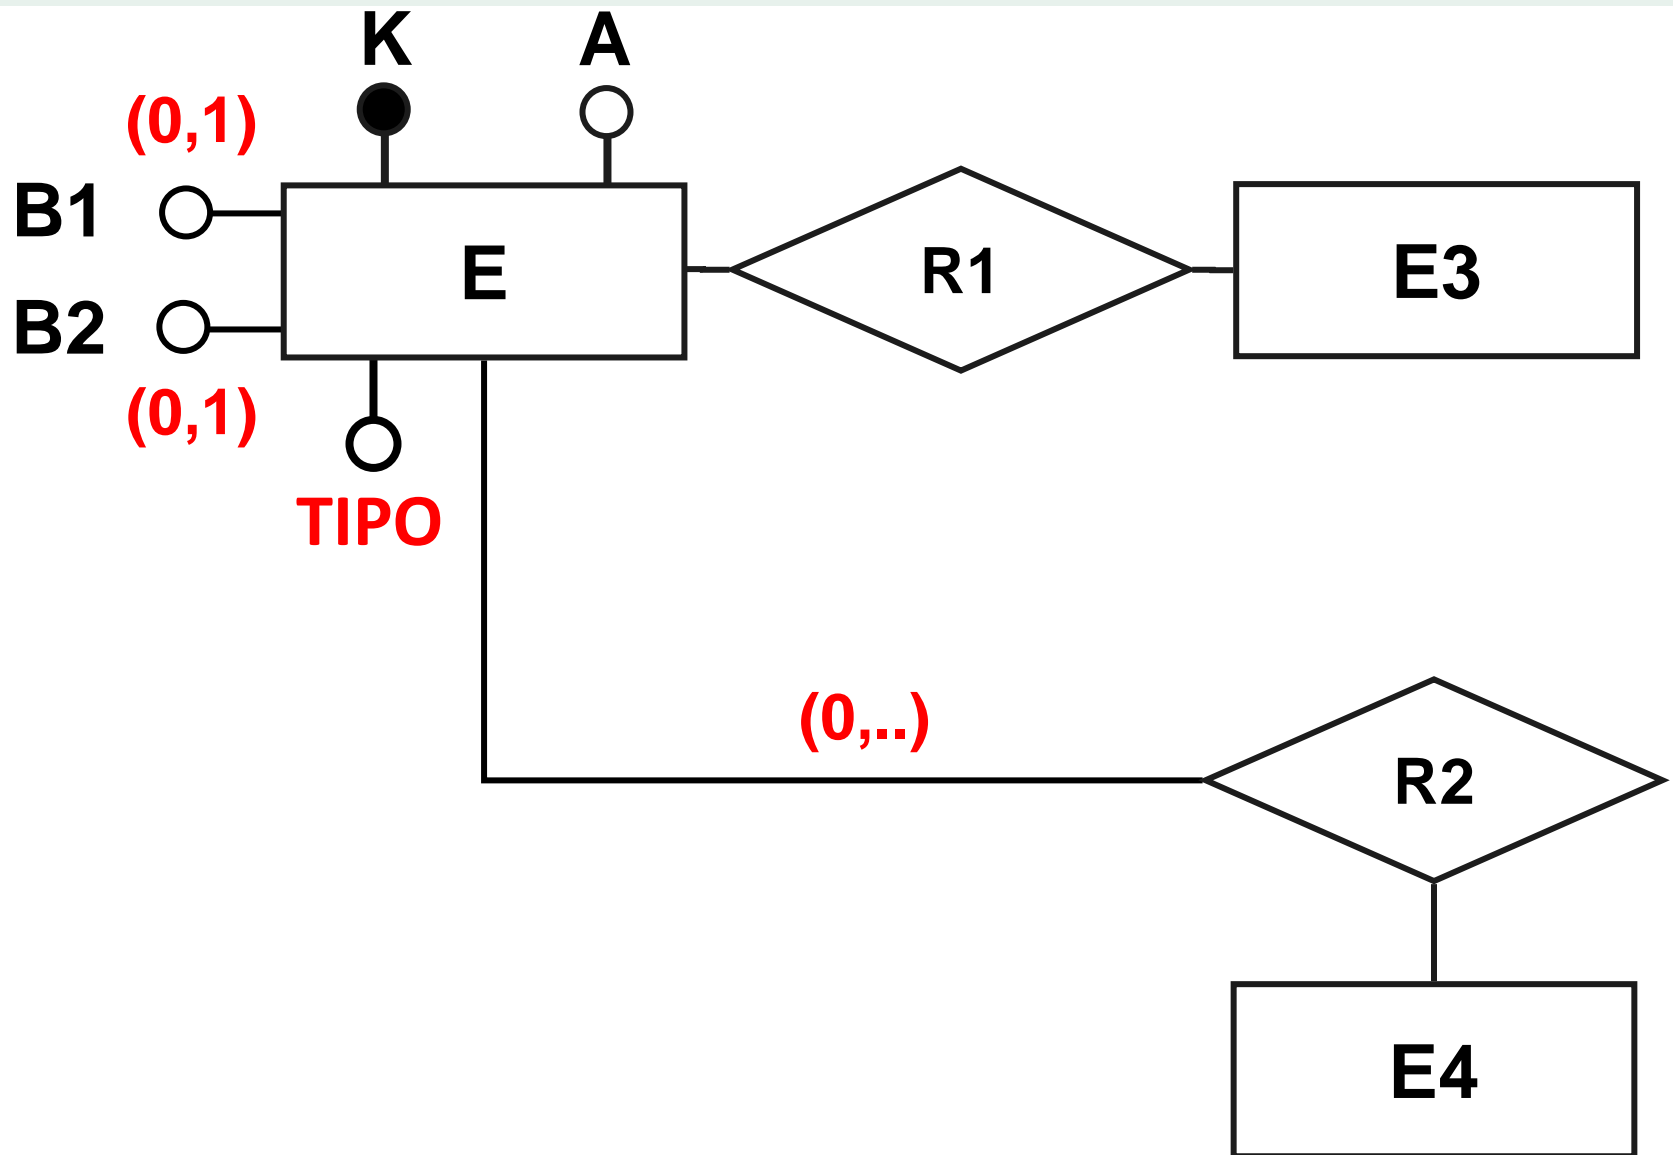 K
A
(0,1)
B1
E
R1
E3
B2
(0,1)
TIPO
(0,..)
R2
E4